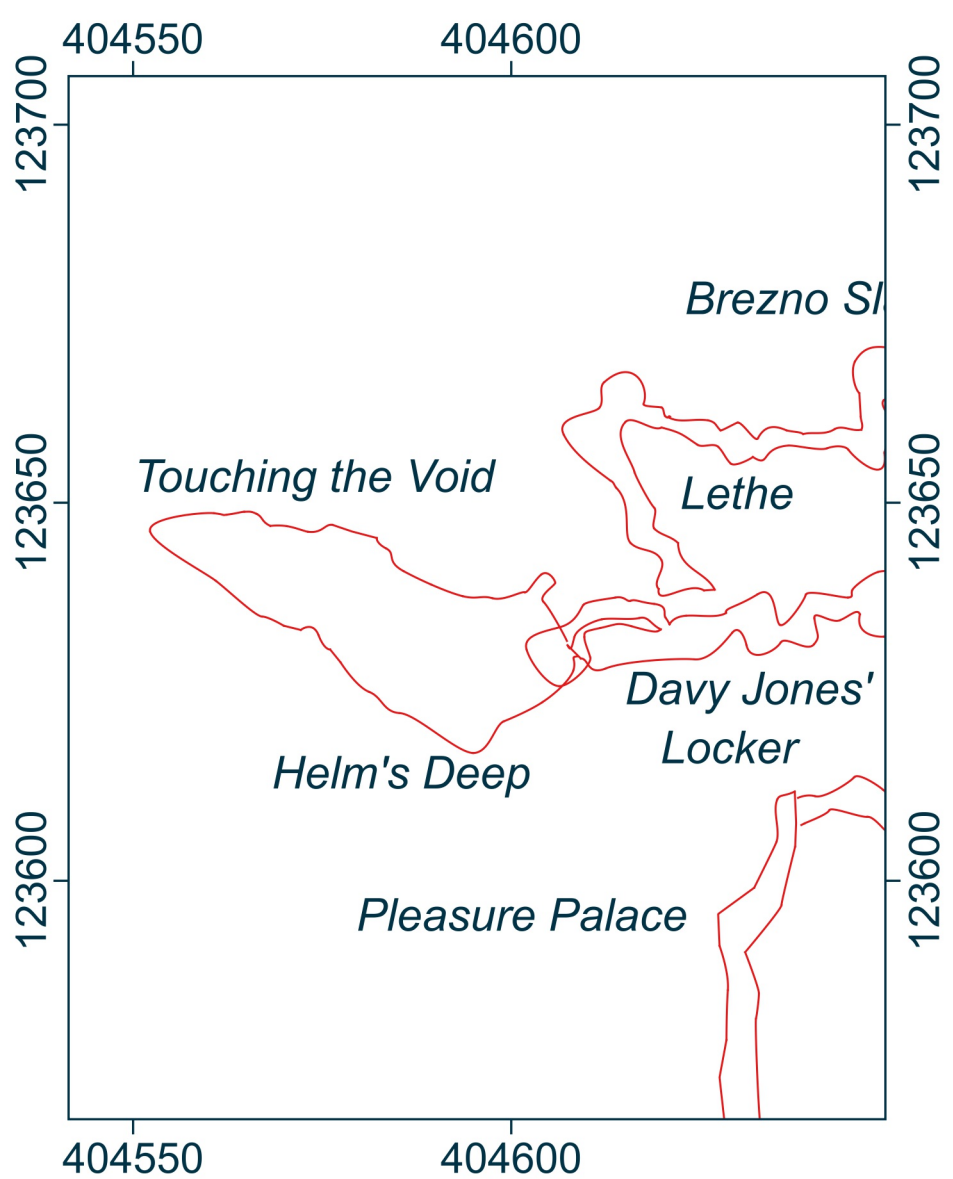 404550 404600
123700 123700
Brezno Sl
123650 123650
Touching the Void
Lethe
Davy Jones'
Locker
Helm's Deep
123600 123600
Pleasure Palace
404550 404600